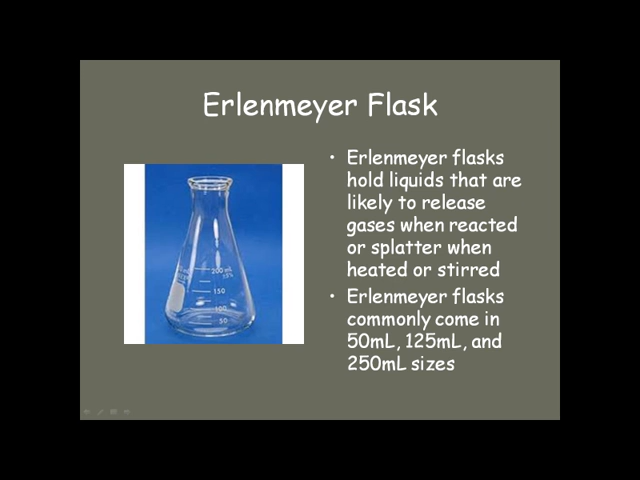 Erlenmeyer Flask
• Erlenmeyer flasks
hold liquids that are
likely to release
gases when reacted
or splatter when
heated or stirred
• Erlenmeyer flasks
commonly come in
50mL, 125mL, and
250mL sizes
200 mL
150
100
50